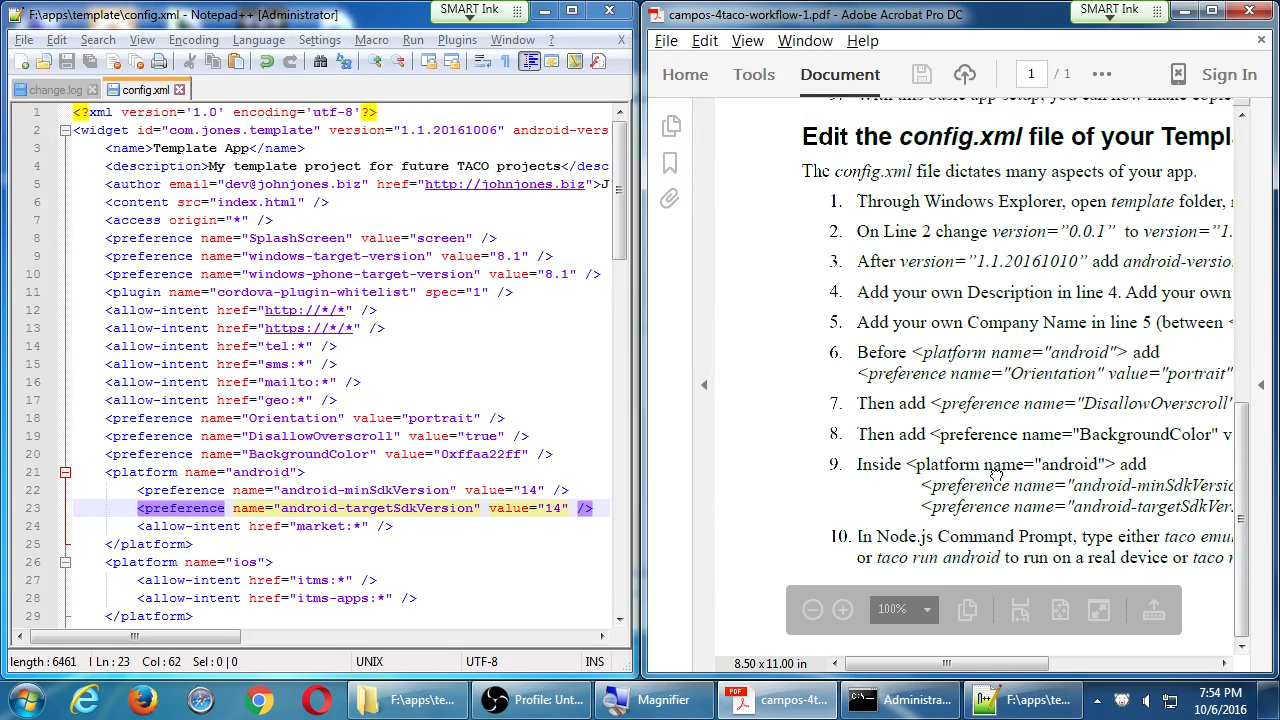 F:\apps\template\config.xml - Notepad++ [Administrator]
SMART Ink
File Edit Search View Encoding Language Settings Macro Run Plugins Window ? X
change.log config.xml
1 <?xml version='1.0' encoding='utf-8'?>
2 <widget id="com.jones.template" version="1.1.20161006" android-vers
3 <name>Template App</name>
4 <description>My template project for future TACO projects</desc
5 <author email="dev@johnjones.biz" href="http://johnjones.biz">J
6 <content src="index.html" />
7 <access origin="*" />
8 <preference name="SplashScreen" value="screen" />
9 <preference name="windows-target-version" value="8.1" />
10 <preference name="windows-phone-target-version" value="8.1" />
11 <plugin name="cordova-plugin-whitelist" spec="1" />
12 <allow-intent href="http://*/*" />
13 <allow-intent href="https://*/*" />
14 <allow-intent href="tel:*" />
15 <allow-intent href="sms:*" />
16 <allow-intent href="mailto:*" />
17 <allow-intent href="geo:*" />
18 <preference name="Orientation" value="portrait" />
19 <preference name="DisallowOverscroll" value="true" />
20 <preference name="BackgroundColor" value="0xffaa22ff" />
21 <platform name="android">
22 <preference name="android-minSdkVersion" value="14" />
23 <preference name="android-targetSdkVersion" value="14" />
24 <allow-intent href="market:*" />
25 </platform>
26 <platform name="ios">
27 <allow-intent href="itms:*" />
28 <allow-intent href="itms-apps:*" />
29 </platform>
length : 6461 l Ln : 23 Col : 62 Sel : 0 | 0 UNIX UTF-8 INS
campos-4taco-workflow-1.pdf - Adobe Acrobat Pro DC
SMART Ink
File Edit View Window Help
Home Tools Document 1 / 1 Sign In
Edit the config.xml file of your Templ
The config.xml file dictates many aspects of your app.
1. Through Windows Explorer, open template folder, r
2. On Line 2 change version="0.0.1" to version="1.
3. After version="1.1.20161010" add android-versio
4. Add your own Description in line 4. Add your own
5. Add your own Company Name in line 5 (between <
6. Before <platform name="android"> add
<preference name="Orientation" value="portrait"
7. Then add <preference name="DisallowOverscroll"
8. Then add <preference name="BackgroundColor" v
9. Inside <platform name="android"> add
<preference name="android-minSdkVersic
<preference name="android-targetSdkVer
10. In Node.js Command Prompt, type either taco emu
or taco run android to run on a real device or taco r
100%
8.50 x 11.00 in
F:\apps\te... Profile: Unt... Magnifier campos-4t... Administra... F:\apps\te...
7:54 PM
10/6/2016